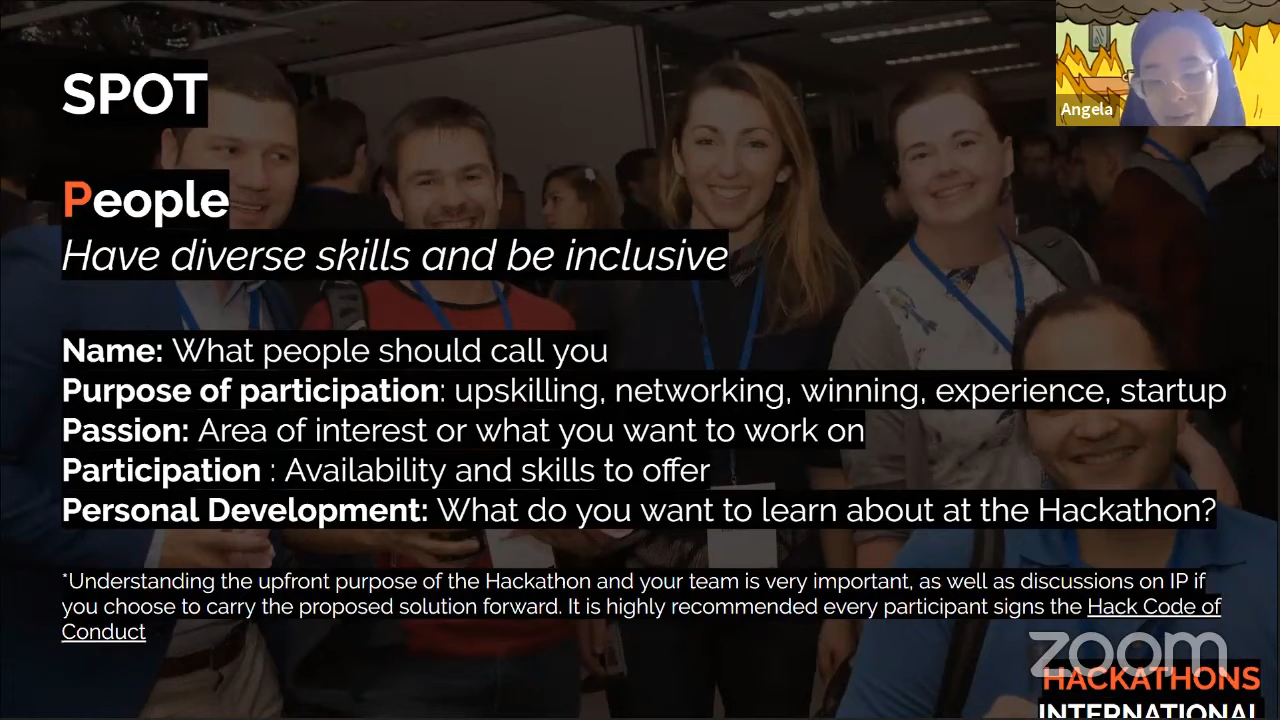 SPOT
Angela
People
Have diverse skills and be inclusive
Name: What people should call you
Purpose of participation: upskilling, networking, winning, experience, startup
Passion: Area of interest or what you want to work on
Participation : Availability and skills to offer
Personal Development: What do you want to learn about at the Hackathon?
*Understanding the upfront purpose of the Hackathon and your team is very important, as well as discussions on IP if
you choose to carry the proposed solution forward. It is highly recommended every participant signs the Hack Code of
Conduct
zoom
HACKATHONS
INTERNATIONAL